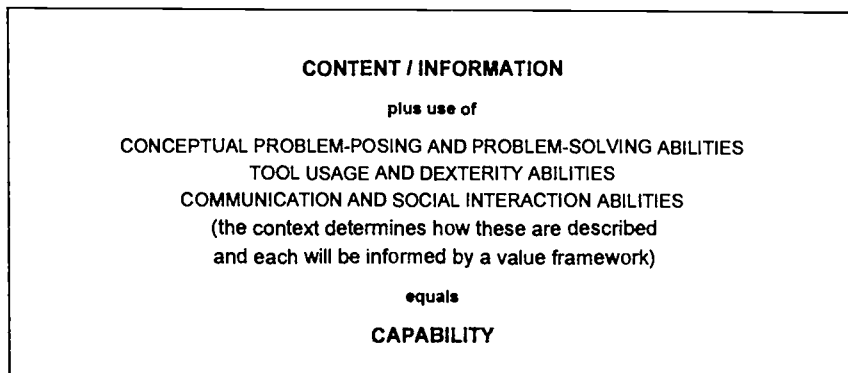 CONTENT / INFORMATION
plus use of
CONCEPTUAL PROBLEM-POSING AND PROBLEM-SOLVING ABILITIES
TOOL USAGE AND DEXTERITY ABILITIES
COMMUNICATION AND SOCIAL INTERACTION ABILITIES
(the context determines how these are described
and each will be informed by a value framework)
equals
CAPABILITY